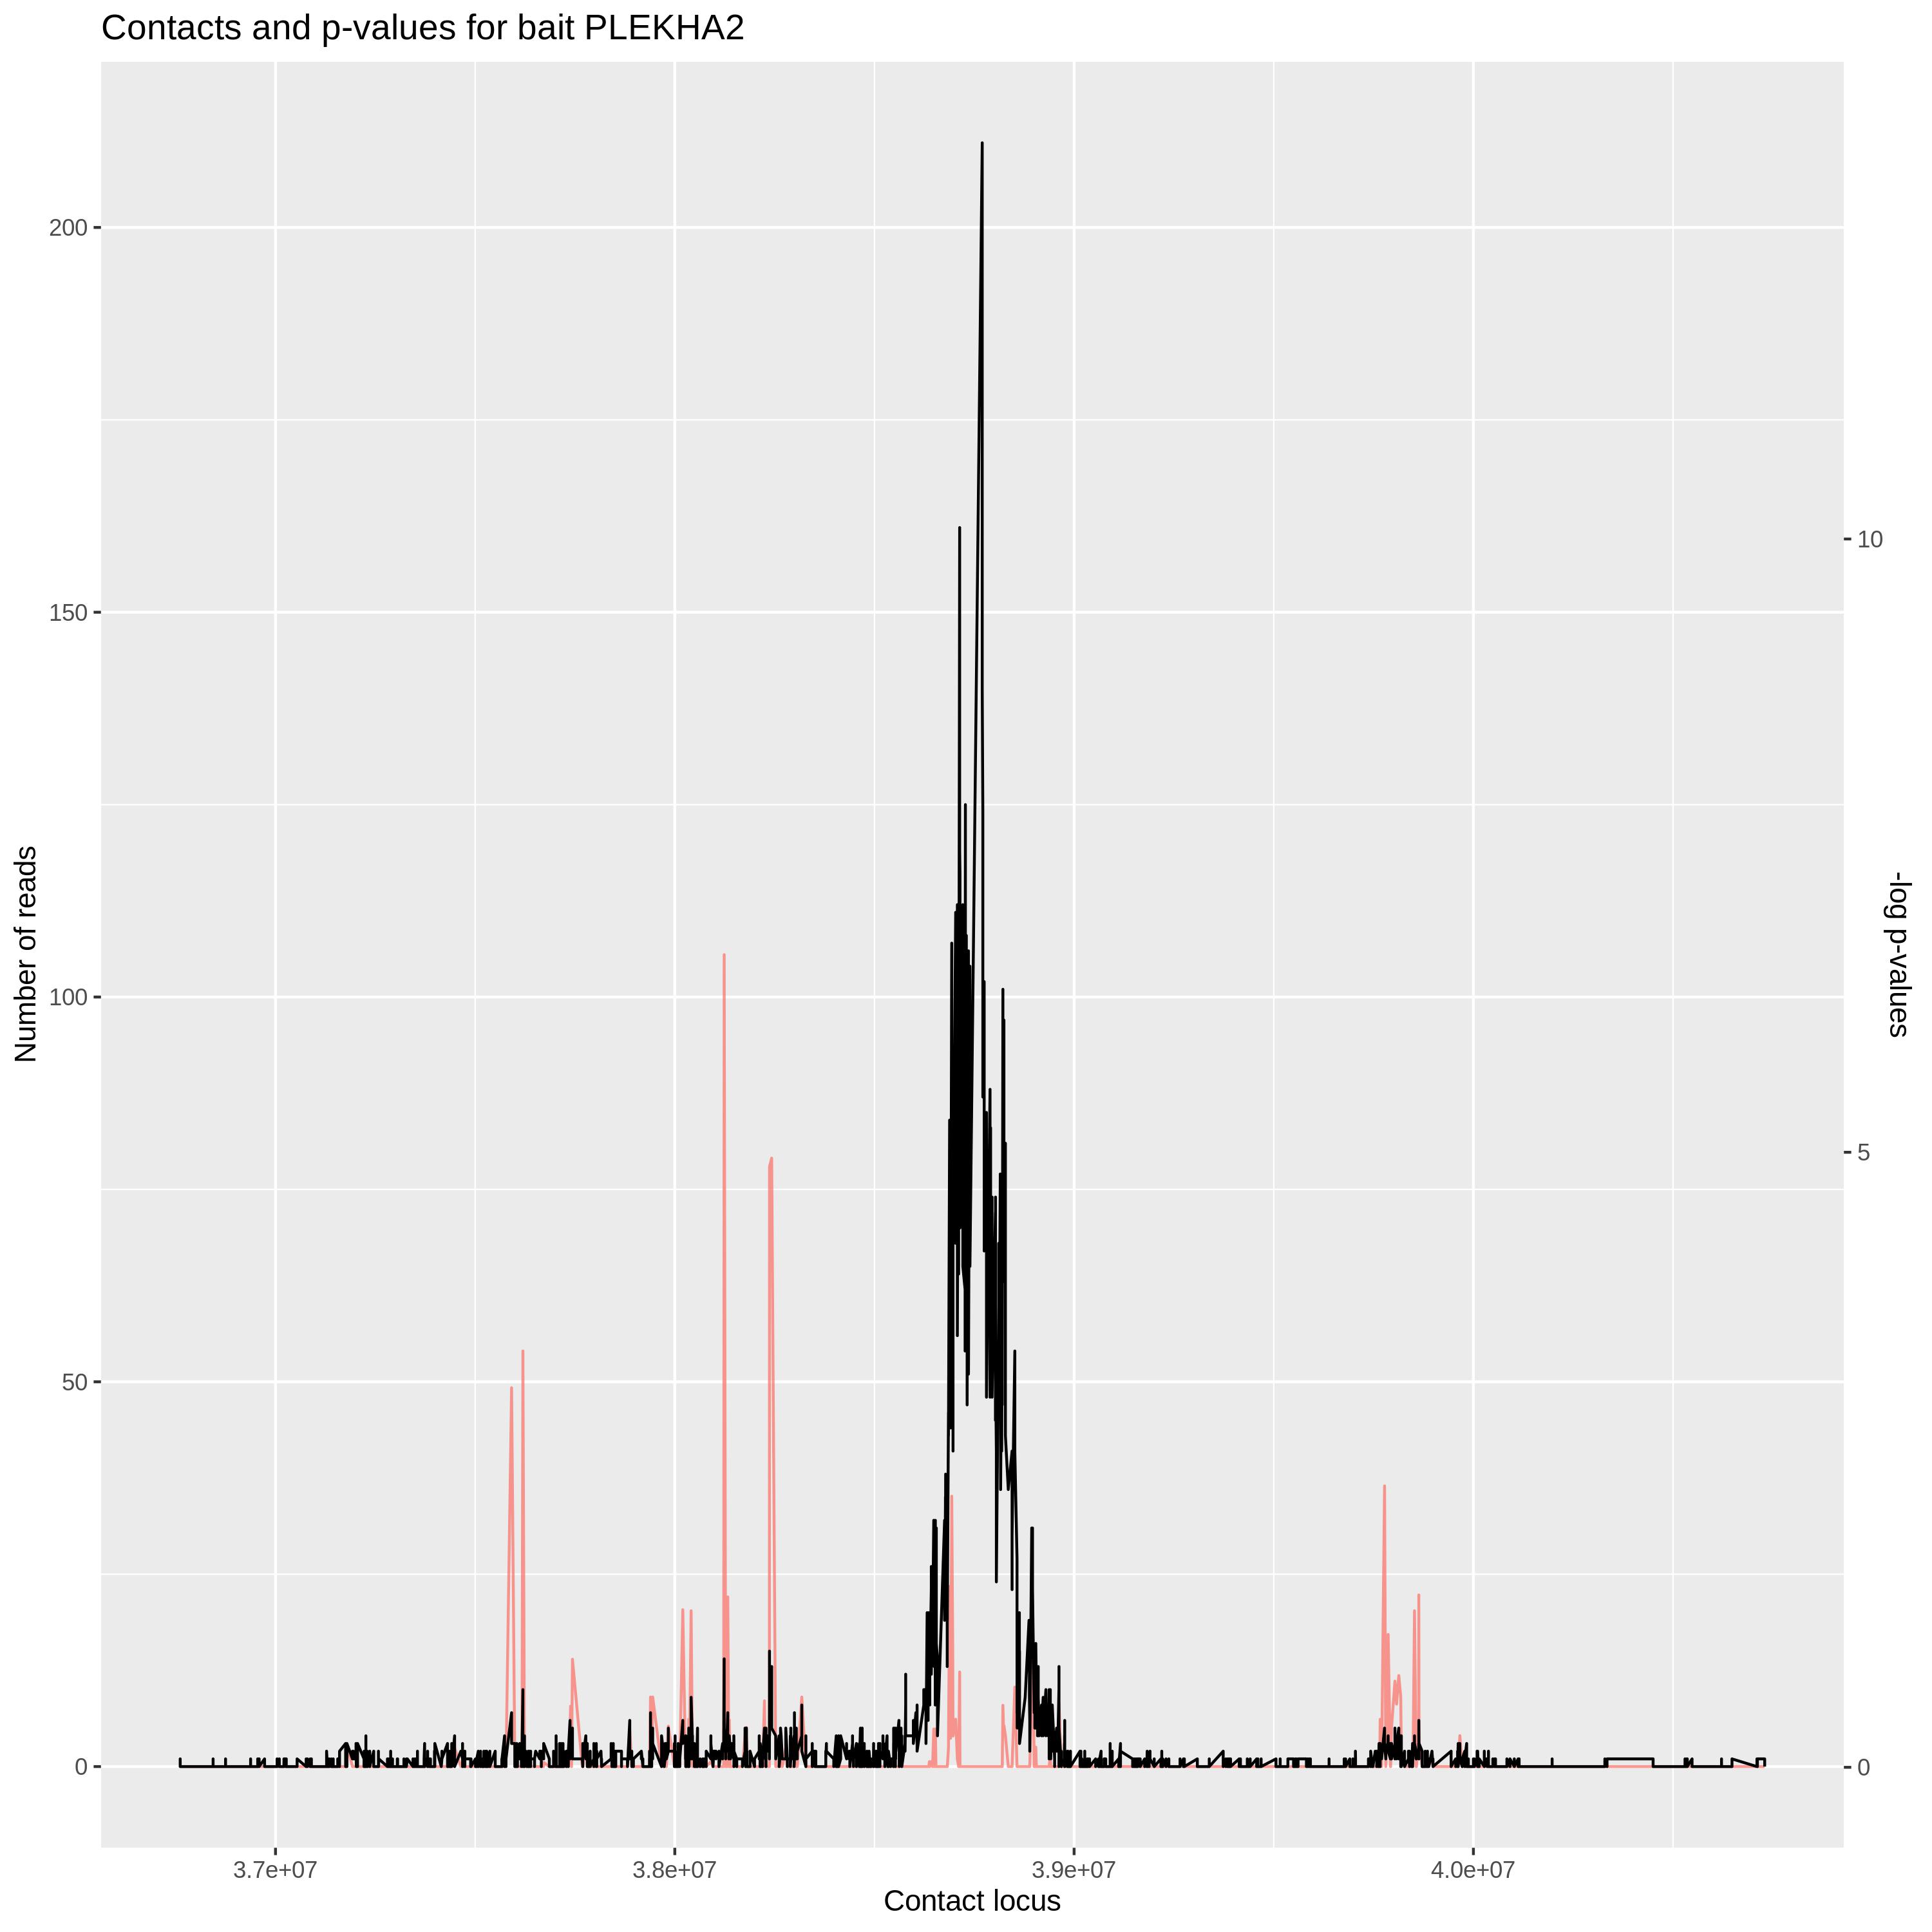 Contacts and p-values for bait PLEKHA2
200
150
100
50
0
Number of reads
10
5
0
-log p-values
3.7e+07 3.8e+07 3.9e+07 4.0e+07
Contact locus